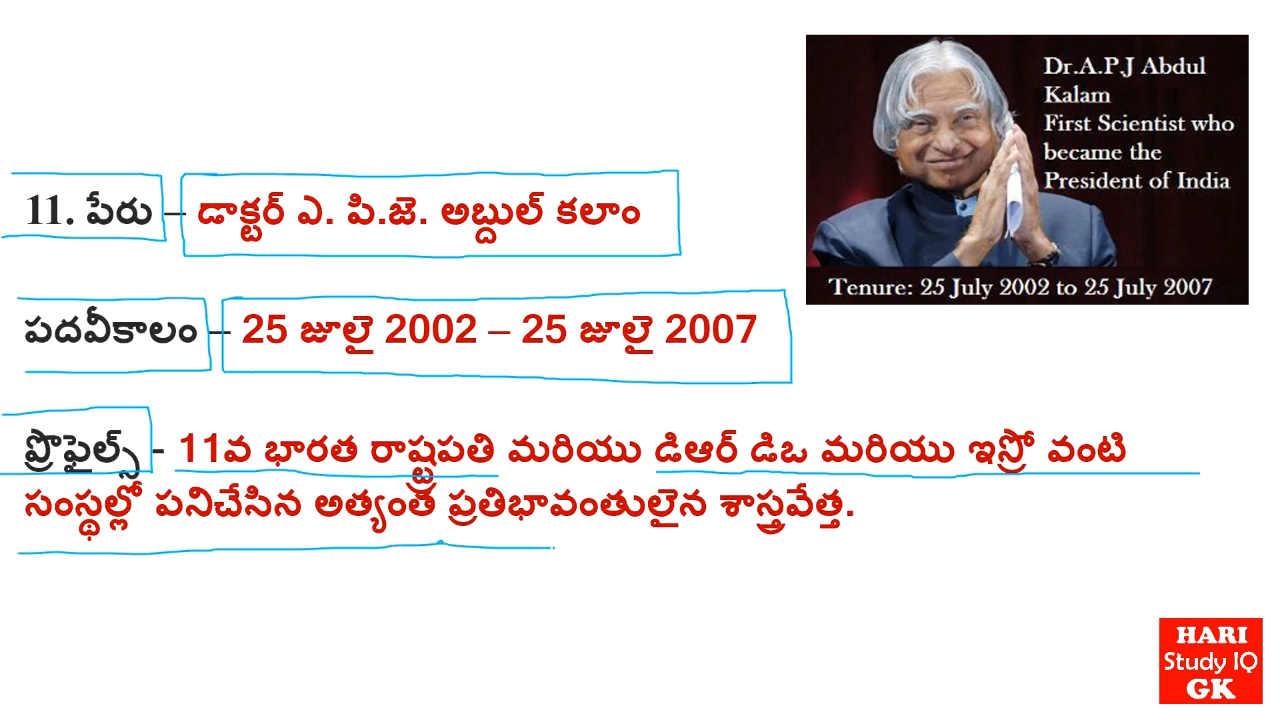 11. పేరు – డాక్టర్ ఎ. పి.జె. అబ్దుల్ కలాం
పదవీకాలం – 25 జూలై 2002 – 25 జూలై 2007
ప్రొఫైల్స్ - 11వ భారత రాష్ట్రపతి మరియు డిఆర్ డిఒ మరియు ఇస్రో వంటి
సంస్థల్లో పనిచేసిన అత్యంత ప్రతిభావంతులైన శాస్త్రవేత్త.
Dr.A.P.J Abdul
Kalam
First Scientist who
became the
President of India
Tenure: 25 July 2002 to 25 July 2007
HARI
Study IQ
GK